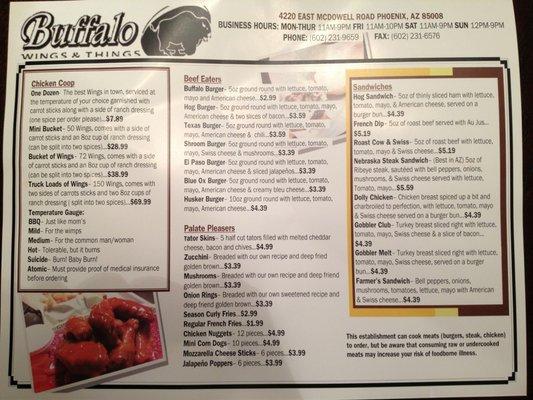 Buffalo
WINGS & THINGS
4220 EAST MCDOWELL ROAD PHOENIX, AZ 85008
BUSINESS HOURS: MON-THUR 11AM-9PM FRI 11AM-10PM SAT 11AM-9PM SUN 12PM-9PM
PHONE: (602) 231-9659 FAX: (602) 231-6576
Chicken Coop
One Dozen- The best Wings in town, serviced at
the temperature of your choice garnished with
carrot sticks along with a side of ranch dressing
(one spice per order please)...$7.89
Mini Bucket- 50 Wings, comes with a side of
carrot sticks and an 8oz cup of ranch dressing
(can be split into two spices)..$28.99
Bucket of Wings- 72 Wings, comes with a side
of carrot sticks and an 8oz cup of ranch dressing
(can be split into two spices)..$38.99
Truck Loads of Wings- 150 Wings, comes with
two sides of carrots sticks and two 8oz cups of
ranch dressing ( split into two spices)...$69.99
Temperature Gauge:
BBQ- Just like mom's
Mild- For the wimps
Medium- For the common man/woman
Hot- Tolerable, but it burns
Suicide- Burn! Baby Burn!
Atomic- Must provide proof of medical insurance
before ordering
Beef Eaters
Buffalo Burger- 5oz ground round with lettuce, tomato,
mayo and American cheese...$2.99
Hog Burger- 5oz ground round with lettuce, tomato, mayo,
American cheese & two slices of bacon...$3.59
Texas Burger- 5oz ground round with lettuce, tomato,
mayo, American cheese & chili...$3.59
Shroom Burger- 5oz ground round with lettuce, tomato,
mayo, Swiss cheese & mushrooms...$3.39
El Paso Burger- 5oz ground round with lettuce, tomato,
mayo, American cheese & sliced jalapeños...$3.39
Blue Ox Burger- 5oz ground round with lettuce, tomato,
mayo, American cheese & creamy bleu cheese...$3.39
Husker Burger- 10oz ground round with lettuce, tomato,
mayo, American cheese...$4.39
Palate Pleasers
Tator Skins- 5 half cut tators filled with melted cheddar
cheese, bacon and chives...$4.99
Zucchini- Breaded with our own recipe and deep fried
golden brown...$3.39
Mushrooms- Breaded with our own recipe and deep friend
golden brown...$3.39
Onion Rings- Breaded with our own sweetened recipe and
deep friend golden brown...$3.39
Season Curly Fries...$2.99
Regular French Fries...$1.99
Chicken Nuggets- 12 pieces...$4.99
Mini Corn Dogs- 10 pieces...$4.99
Mozzarella Cheese Sticks- 6 pieces...$3.99
Jalapeño Poppers- 6 pieces...$3.99
Sandwiches
Hog Sandwich- 5oz of thinly sliced ham with lettuce,
tomato, mayo, & American cheese, served on a
burger bun...$4.39
French Dip- 5oz of roast beef served with Au Jus...
$5.19
Roast Cow & Swiss- 5oz of roast beef with lettuce,
tomato, mayo & Swiss cheese...$5.19
Nebraska Steak Sandwich- (Best in AZ) 5oz of
Ribeye steak, sautéed with bell peppers, onions,
mushrooms, & Swiss cheese served with lettuce,
Tomato, mayo...$5.59
Dolly Chicken- Chicken breast spiced up a bit and
charbroiled to perfection, with lettuce, tomato, mayo
& Swiss cheese served on a burger bun...$4.39
Gobbler Club- Turkey breast sliced right with lettuce,
tomato, mayo, Swiss cheese & a slice of bacon...
$4.39
Gobbler Melt- Turkey breast sliced right with lettuce,
tomato, mayo, Swiss cheese, served on a burger
bun...$4.39
Farmer's Sandwich- Bell peppers, onions,
mushrooms, tomatoes, lettuce, mayo with American
& Swiss cheese...$4.39
This establishment can cook meats (burgers, steak, chicken)
to order, but be aware that consuming raw or undercooked
meats may increase your risk of foodborne illness.